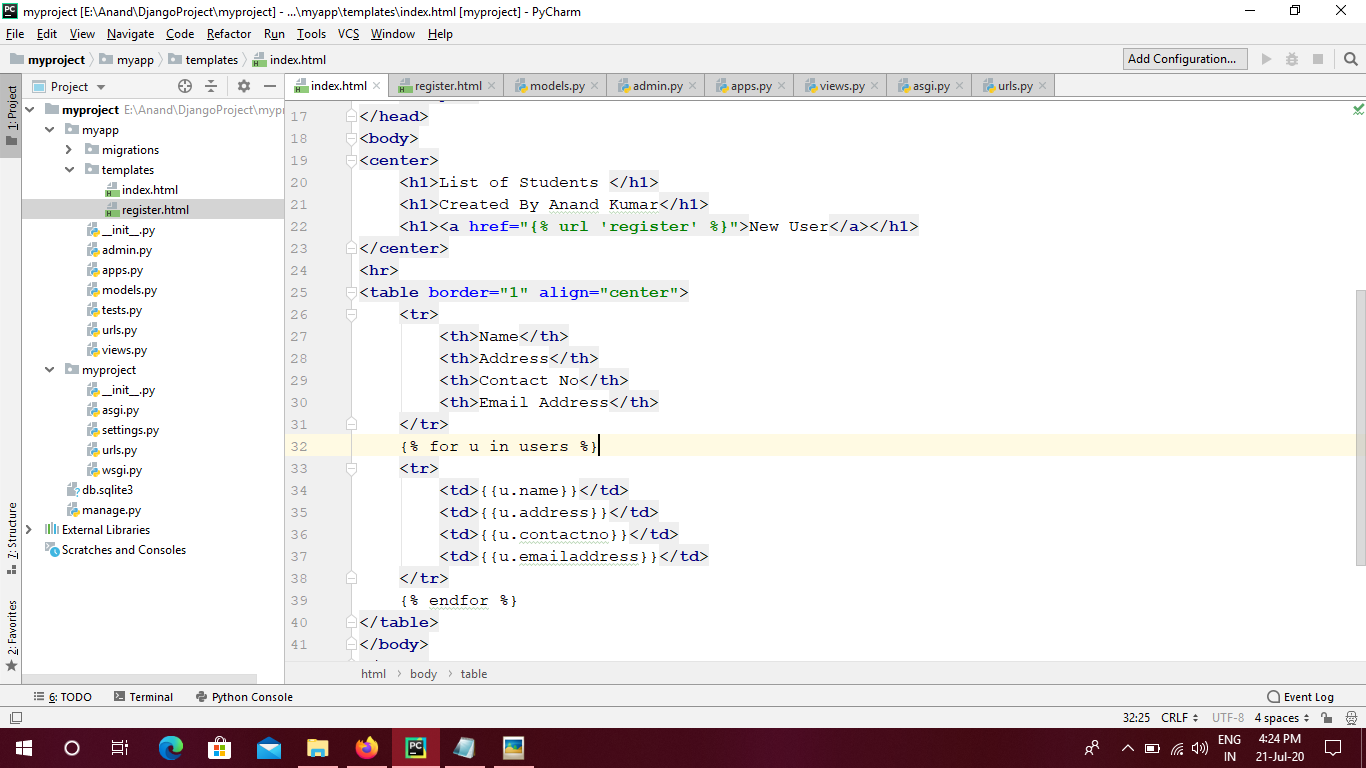 myproject [E:\Anand\DjangoProject\myproject] - ...\myapp\templates\index.html [myproject] - PyCharm
File Edit View Navigate Code Refactor Run Tools VCS Window Help
myproject myapp templates index.html Add Configuration...
1: Project
Project
index.html register.html models.py admin.py apps.py views.py asgi.py urls.py
myproject E:\Anand\DjangoProject\myp
myapp
migrations
templates
index.html
register.html
__init__.py
admin.py
apps.py
models.py
tests.py
urls.py
views.py
myproject
__init__.py
asgi.py
settings.py
urls.py
wsgi.py
db.sqlite3
manage.py
External Libraries
Scratches and Consoles
7: Structure
2: Favorites
17 </head>
18 <body>
19 <center>
20 <h1>List of Students </h1>
21 <h1>Created By Anand Kumar</h1>
22 <h1><a href="{% url 'register' %}">New User</a></h1>
23 </center>
24 <hr>
25 <table border="1" align="center">
26 <tr>
27 <th>Name</th>
28 <th>Address</th>
29 <th>Contact No</th>
30 <th>Email Address</th>
31 </tr>
32 {% for u in users %}
33 <tr>
34 <td>{{u.name}}</td>
35 <td>{{u.address}}</td>
36 <td>{{u.contactno}}</td>
37 <td>{{u.emailaddress}}</td>
38 </tr>
39 {% endfor %}
40 </table>
41 </body>
html body table
6: TODO Terminal Python Console Event Log
32:25 CRLF UTF-8 4 spaces
ENG
IN
4:24 PM
21-Jul-20